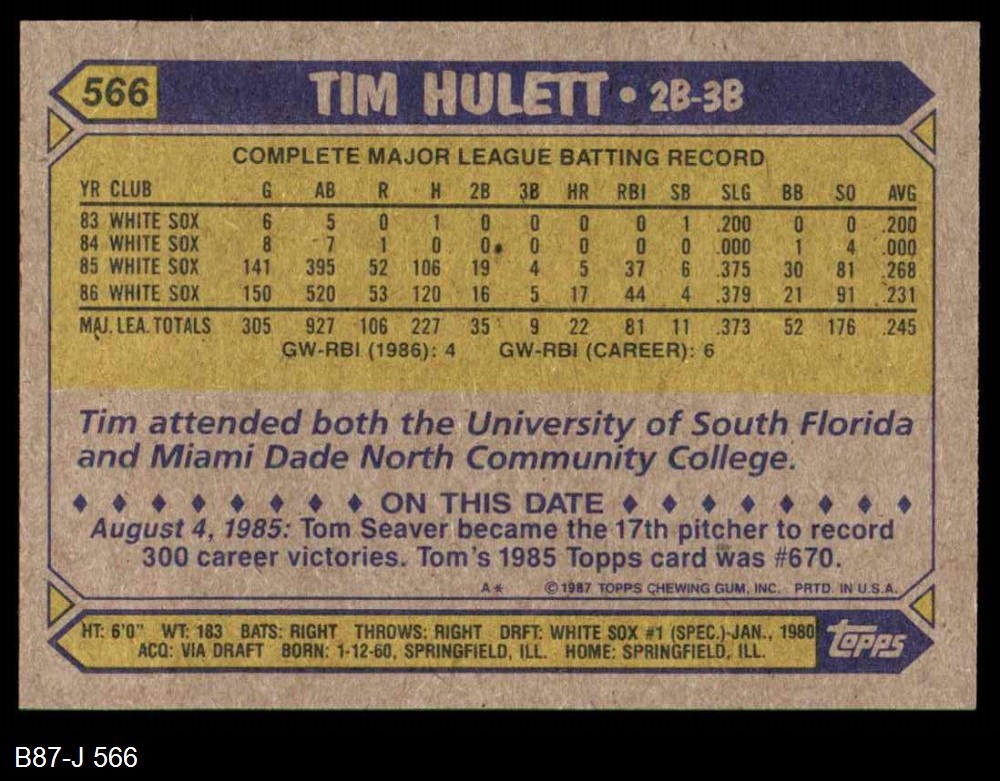 566 TIM HULETT • 2B-3B
COMPLETE MAJOR LEAGUE BATTING RECORD
YR CLUB G AB R H 2B 3B HR RBI SB SLG BB SO AVG
83 WHITE SOX 6 5 0 1 0 0 0 0 1 .200 0 0 .200
84 WHITE SOX 8 7 1 0 0 0 0 0 0 .000 1 4 .000
85 WHITE SOX 141 395 52 106 19 4 5 37 6 .375 30 81 .268
86 WHITE SOX 150 520 53 120 16 5 17 44 4 .379 21 91 .231
MAJ. LEA. TOTALS 305 927 106 227 35 9 22 81 11 .373 52 176 .245
GW-RBI (1986): 4 GW-RBI (CAREER): 6
Tim attended both the University of South Florida
and Miami Dade North Community College.
♦ ♦ ♦ ♦ ♦ ♦ ♦ ♦ ON THIS DATE ♦ ♦ ♦ ♦ ♦ ♦ ♦ ♦
August 4, 1985: Tom Seaver became the 17th pitcher to record
300 career victories. Tom's 1985 Topps card was #670.
A* ©1987 TOPPS CHEWING GUM, INC. PRTD. IN U.S.A.
HT: 6'0" WT: 183 BATS: RIGHT THROWS: RIGHT DRFT: WHITE SOX #1 (SPEC.)-JAN., 1980
ACQ: VIA DRAFT BORN: 1-12-60, SPRINGFIELD, ILL. HOME: SPRINGFIELD, ILL.
Topps
B87-J 566